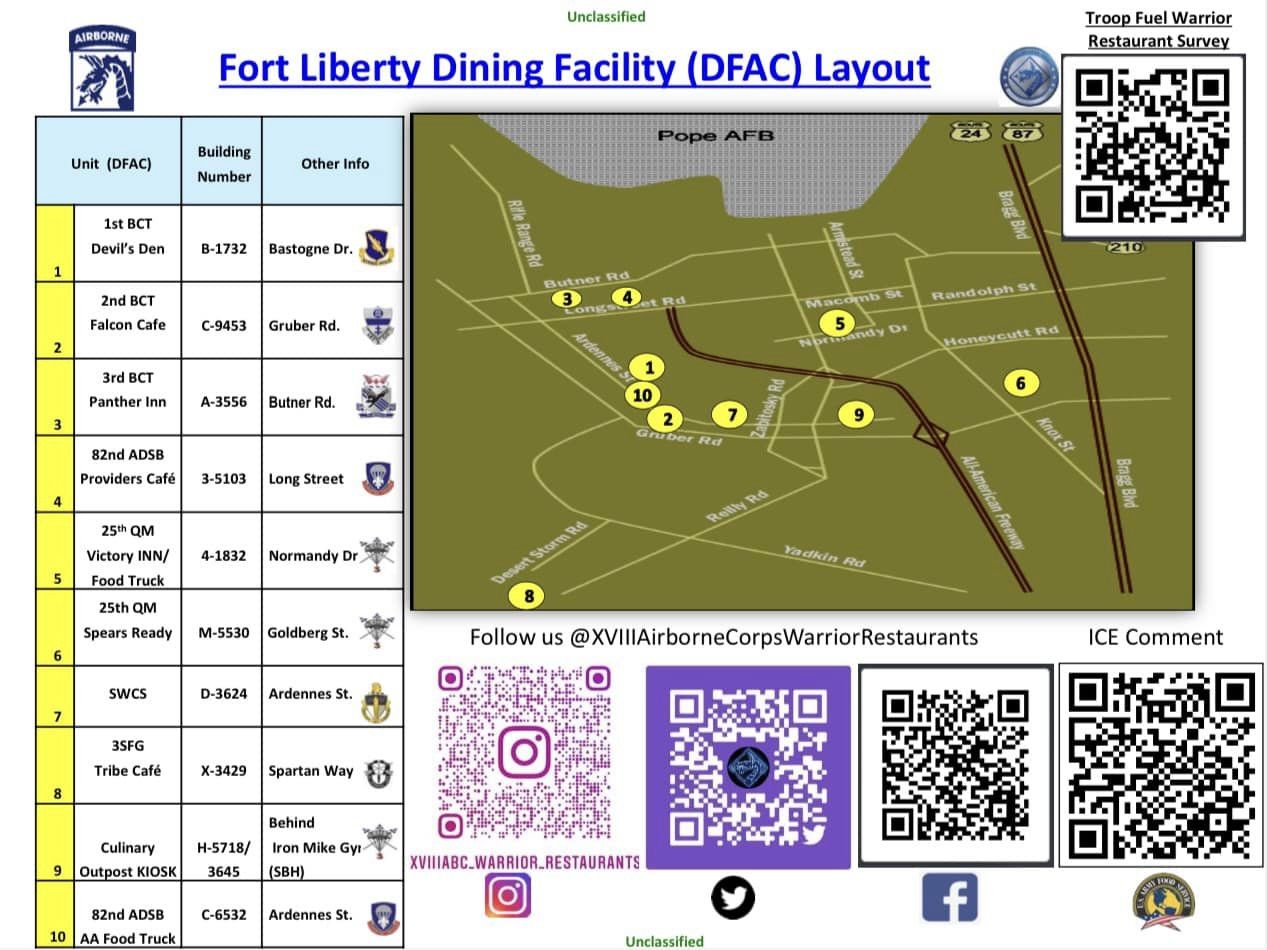 Unclassified
Troop Fuel Warrior
Restaurant Survey
AIRBORNE
Fort Liberty Dining Facility (DFAC) Layout
Unit (DFAC)
Building
Number
Other Info
1
1st BCT
Devil's Den
B-1732
Bastogne Dr.
2
2nd BCT
Falcon Cafe
C-9453
Gruber Rd.
3
3rd BCT
Panther Inn
A-3556
Butner Rd.
4
82nd ADSB
Providers Café
3-5103
Long Street
5
25th QM
Victory INN/
Food Truck
4-1832
Normandy Dr
6
25th QM
Spears Ready
M-5530
Goldberg St.
7
SWCS
D-3624
Ardennes St.
8
3SFG
Tribe Café
X-3429
Spartan Way
9
Culinary
Outpost KIOSK
H-5718/
3645
Behind
Iron Mike Gyr
(SBH)
10
82nd ADSB
AA Food Truck
C-6532
Ardennes St.
Pope AFB
24
87
210
Rifle Range Rd
Armstead St
Bragg Blvd
Butner Rd
3
4
Longstreet Rd
Macomb St
Randolph St
5
Normandy Dr
Honeycutt Rd
Ardennes St
1
10
2
7
Zabitosky Rd
9
6
Gruber Rd
Knox St
All-American Freeway
Bragg Blvd
Reilly Rd
Desert Storm Rd
Yadkin Rd
8
Follow us @XVIIIAirborneCorpsWarriorRestaurants
ICE Comment
XVIIIABC_WARRIOR_RESTAURANTS
U.S. ARMY FOOD SERVICE
Unclassified